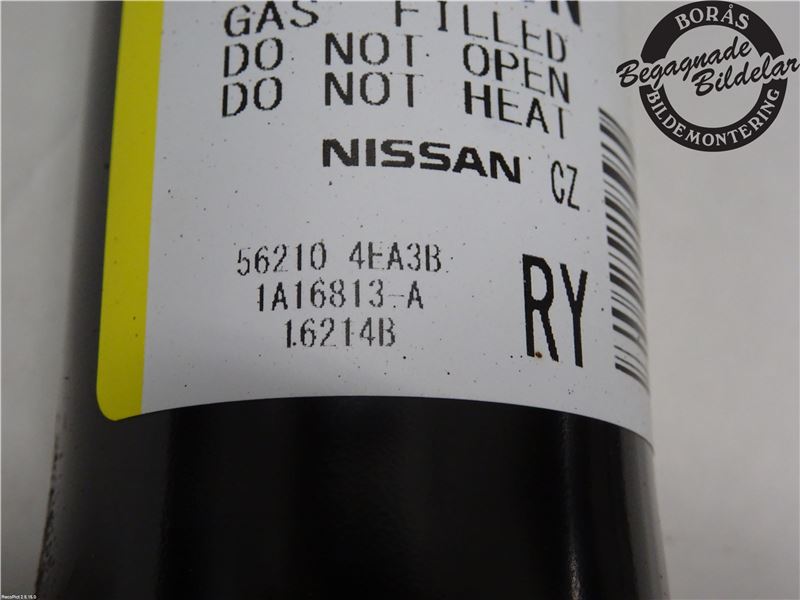 GAS FILLED
DO NOT OPEN
DO NOT HEAT
NISSAN CZ
56210 4EA3B
1A16813-A
16214B
RY
BORÅS
Begagnade
Bildelar
BILDEMONTERING